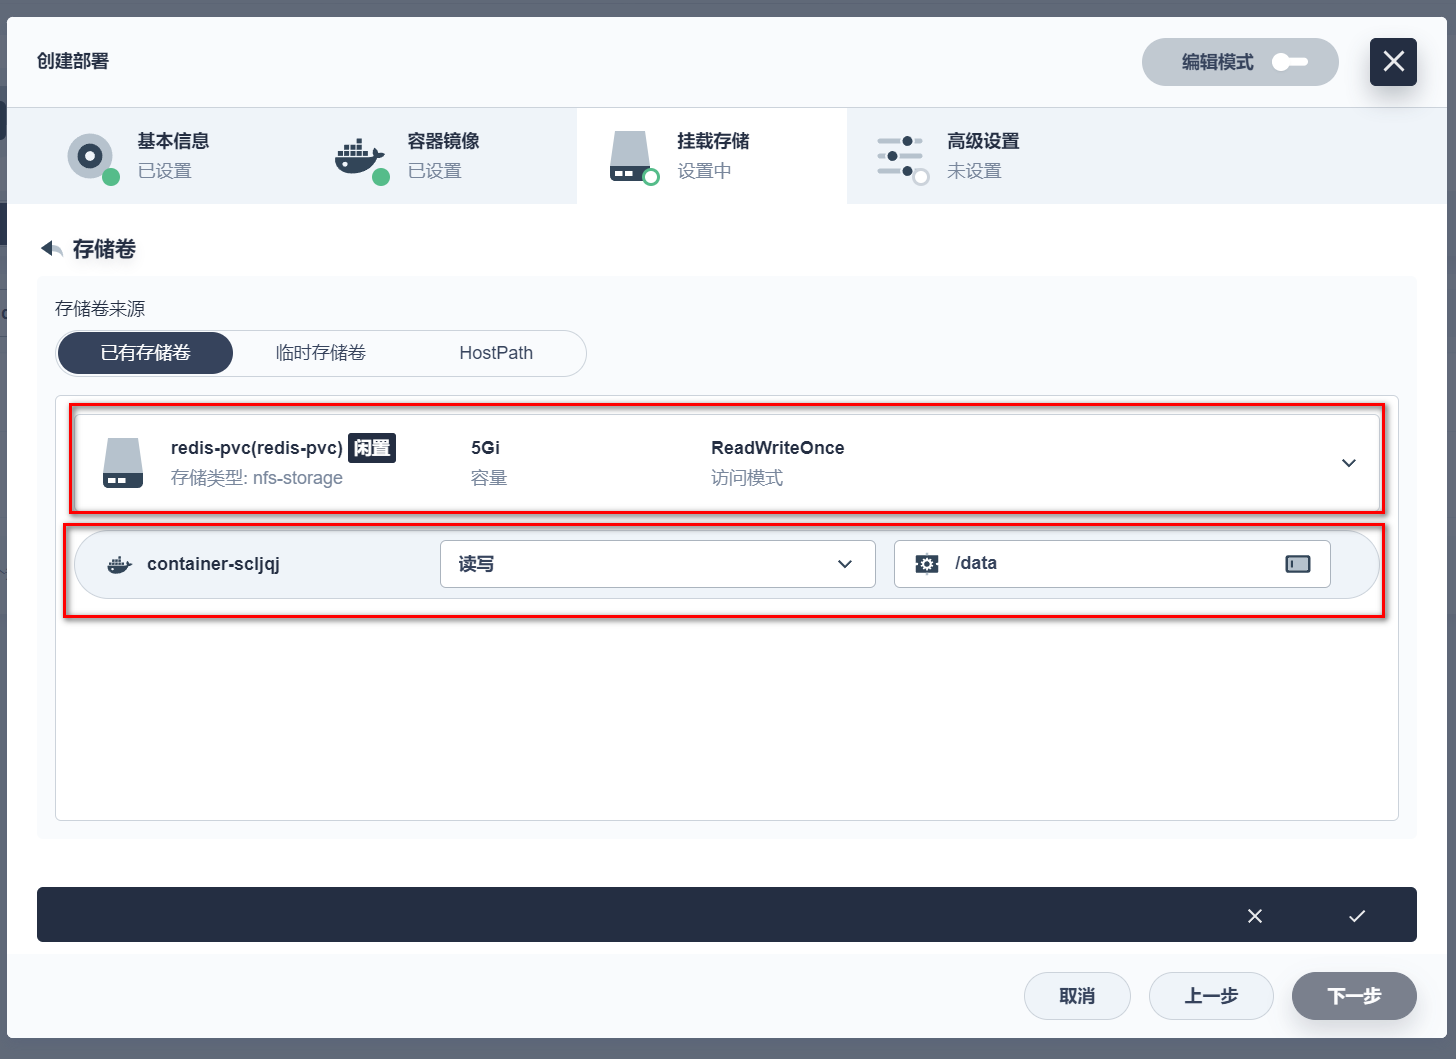 创建部署
编辑模式
基本信息
已设置
容器镜像
已设置
挂载存储
设置中
高级设置
未设置
存储卷
存储卷来源
已有存储卷
临时存储卷
HostPath
redis-pvc(redis-pvc) 闲置
存储类型: nfs-storage
5Gi
容量
ReadWriteOnce
访问模式
container-scljqj
读写
/data
取消
上一步
下一步